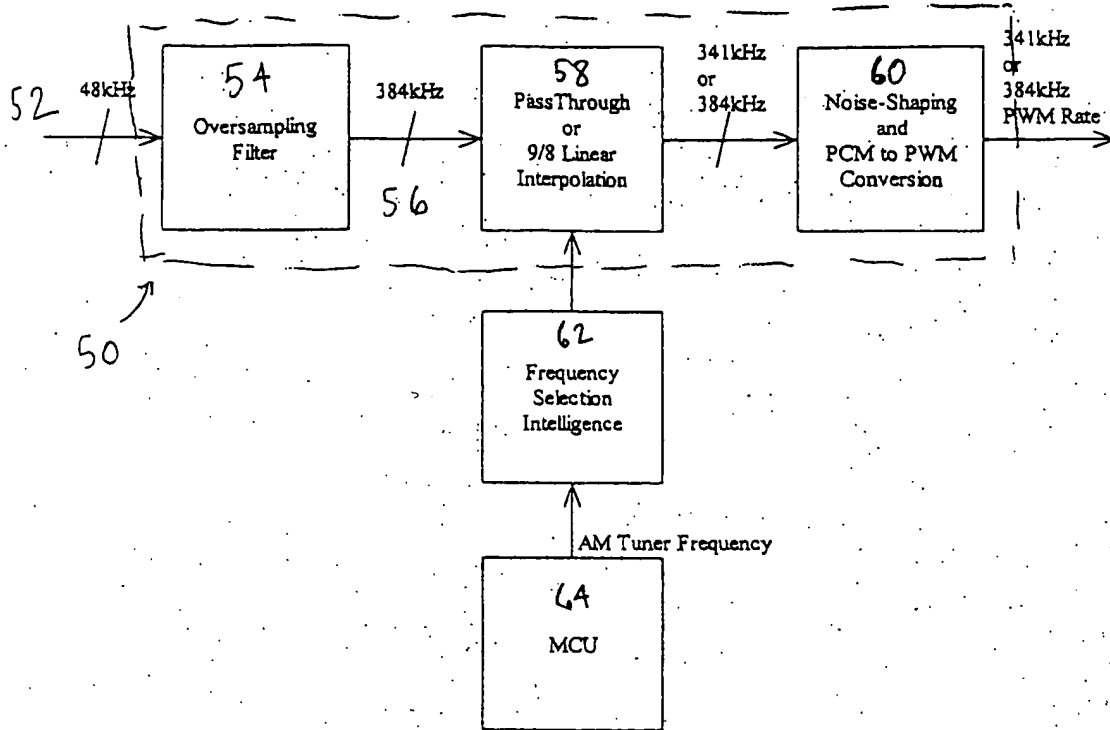 52
48kHz
54
Oversampling
Filter
384kHz
56
58
PassThrough
or
9/8 Linear
Interpolation
341kHz
or
384kHz
60
Noise-Shaping
and
PCM to PWM
Conversion
341kHz
or
384kHz
PWM Rate
50
62
Frequency
Selection
Intelligence
AM Tuner Frequency
64
MCU